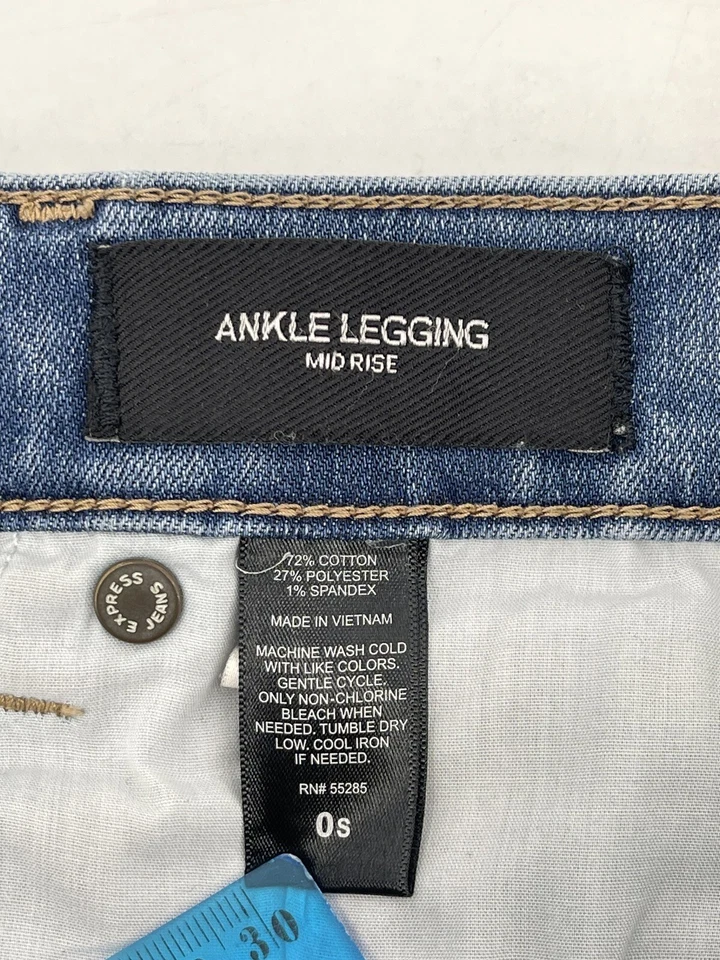 ANKLE LEGGING
MID RISE
72% COTTON
27% POLYESTER
1% SPANDEX
MADE IN VIETNAM
MACHINE WASH COLD
WITH LIKE COLORS.
GENTLE CYCLE.
ONLY NON-CHLORINE
BLEACH WHEN
NEEDED. TUMBLE DRY
LOW. COOL IRON
IF NEEDED.
RN# 55285
0s
EXPRESS JEANS
30